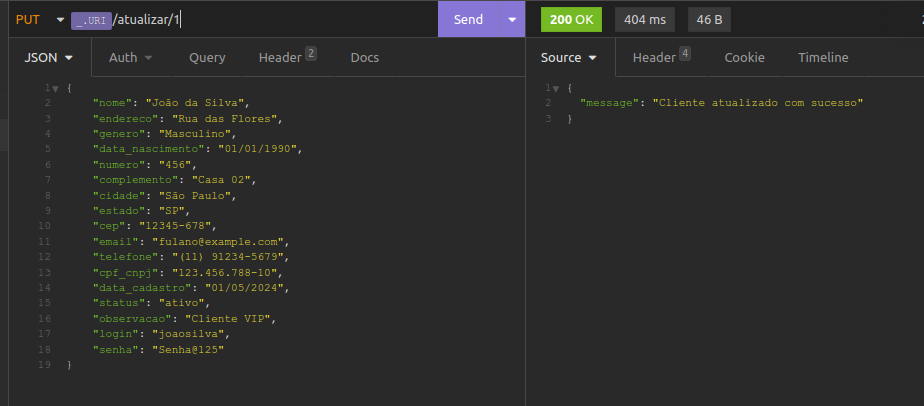 PUT _.URI /atualizar/1 Send 200 OK 404 ms 46 B
JSON Auth Query Header 2 Docs Source Header 4 Cookie Timeline
1 {
2 "nome": "João da Silva",
3 "endereco": "Rua das Flores",
4 "genero": "Masculino",
5 "data_nascimento": "01/01/1990",
6 "numero": "456",
7 "complemento": "Casa 02",
8 "cidade": "São Paulo",
9 "estado": "SP",
10 "cep": "12345-678",
11 "email": "fulano@example.com",
12 "telefone": "(11) 91234-5679",
13 "cpf_cnpj": "123.456.788-10",
14 "data_cadastro": "01/05/2024",
15 "status": "ativo",
16 "observacao": "Cliente VIP",
17 "login": "joaosilva",
18 "senha": "Senha@125"
19 }
1 {
2 "message": "Cliente atualizado com sucesso"
3 }